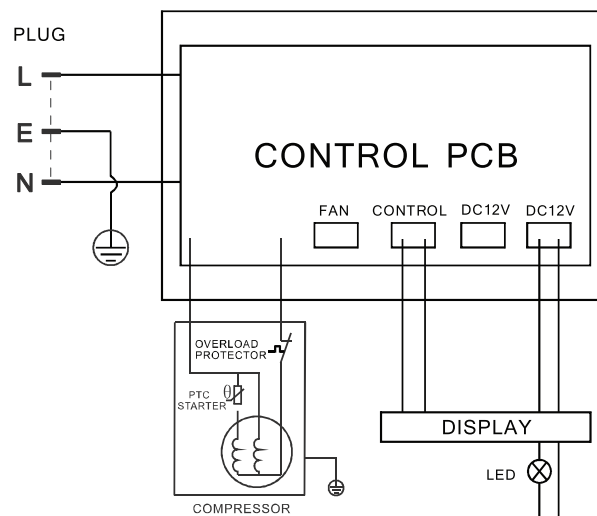 PLUG
L
E
N
CONTROL PCB
FAN
CONTROL
DC12V
DC12V
OVERLOAD
PROTECTOR
θ
PTC
STARTER
DISPLAY
LED
COMPRESSOR